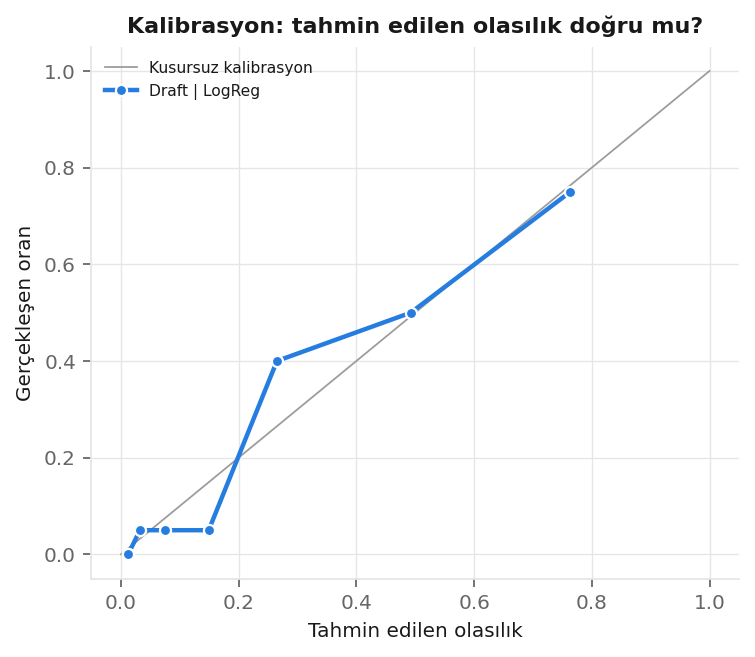 Kalibrasyon: tahmin edilen olasılık doğru mu?
Kusursuz kalibrasyon
Draft | LogReg
Gerçekleşen oran
1.0
0.8
0.6
0.4
0.2
0.0
0.0 0.2 0.4 0.6 0.8 1.0
Tahmin edilen olasılık